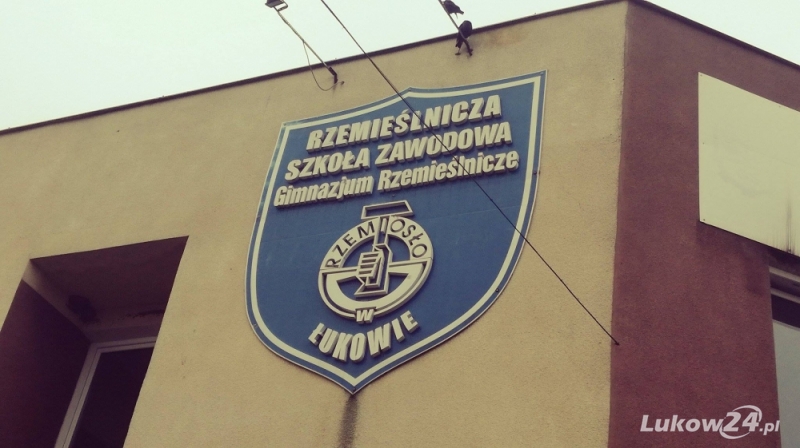 RZEMIEŚLNICZA
SZKOŁA ZAWODOWA
Gimnazjum Rzemieślnicze
RZEMIOSŁO
W
ŁUKOWIE
Lukow24.pl